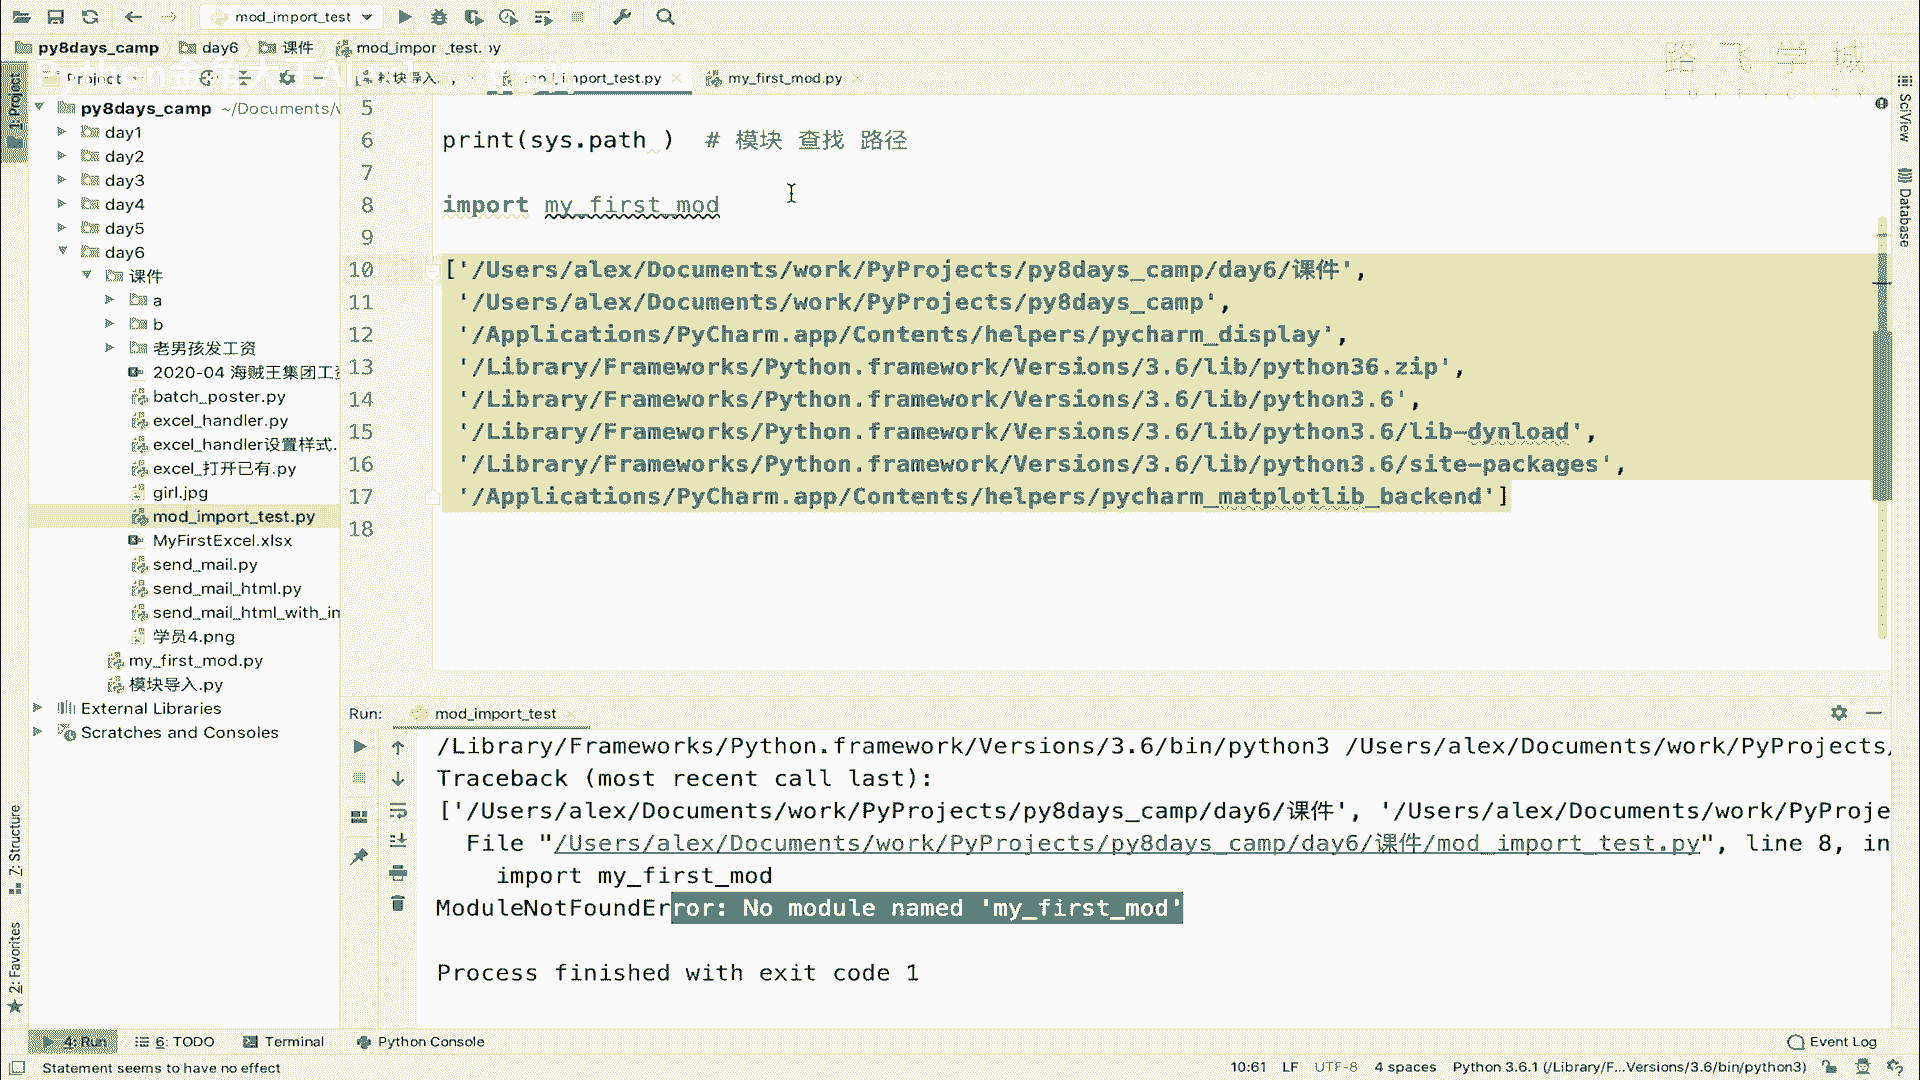 mod_import_test
py8days_camp day6 课件 mod_impor _test.py
路 飞 学 城
Project
模块导入.
mod_import_test.py
my_first_mod.py
1: Project
py8days_camp ~/Documents/
day1
day2
day3
day4
day5
day6
课件
a
b
老男孩发工资
2020-04 海贼王集团工资
batch_poster.py
excel_handler.py
excel_handler设置样式.
excel_打开已有.py
girl.jpg
mod_import_test.py
MyFirstExcel.xlsx
send_mail.py
send_mail_html.py
send_mail_html_with_in
学员4.png
my_first_mod.py
模块导入.py
External Libraries
Scratches and Consoles
5
6 print(sys.path ) # 模块 查找 路径
7
8 import my_first_mod
9
10 ['/Users/alex/Documents/work/PyProjects/py8days_camp/day6/课件',
11 '/Users/alex/Documents/work/PyProjects/py8days_camp',
12 '/Applications/PyCharm.app/Contents/helpers/pycharm_display',
13 '/Library/Frameworks/Python.framework/Versions/3.6/lib/python36.zip',
14 '/Library/Frameworks/Python.framework/Versions/3.6/lib/python3.6',
15 '/Library/Frameworks/Python.framework/Versions/3.6/lib/python3.6/lib-dynload',
16 '/Library/Frameworks/Python.framework/Versions/3.6/lib/python3.6/site-packages',
17 '/Applications/PyCharm.app/Contents/helpers/pycharm_matplotlib_backend']
18
SciView
Database
Run: mod_import_test
/Library/Frameworks/Python.framework/Versions/3.6/bin/python3 /Users/alex/Documents/work/PyProjects/
Traceback (most recent call last):
['/Users/alex/Documents/work/PyProjects/py8days_camp/day6/课件', '/Users/alex/Documents/work/PyProje
File "/Users/alex/Documents/work/PyProjects/py8days_camp/day6/课件/mod_import_test.py", line 8, in
import my_first_mod
ModuleNotFoundError: No module named 'my_first_mod'
Process finished with exit code 1
7: Structure
2: Favorites
4: Run 6: TODO Terminal Python Console Event Log
Statement seems to have no effect 10:61 LF UTF-8 4 spaces Python 3.6.1 (/Library/F...Versions/3.6/bin/python3)